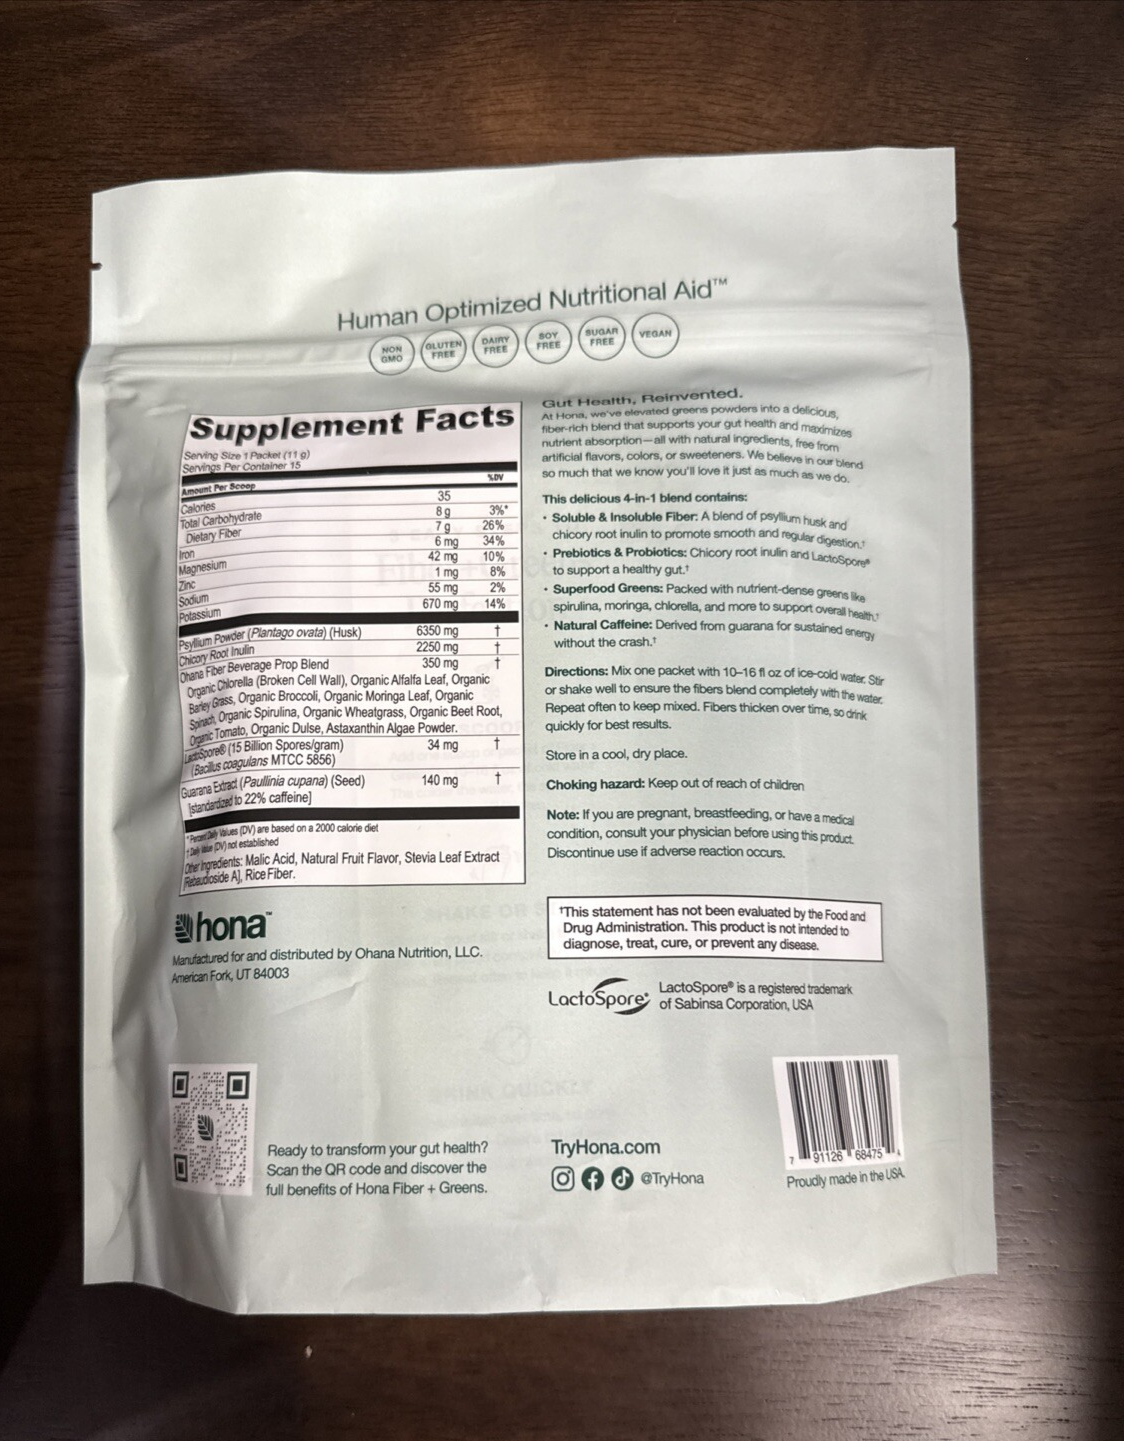 Human Optimized Nutritional Aid™
NON GMO
GLUTEN FREE
DAIRY FREE
SOY FREE
SUGAR FREE
VEGAN
Supplement Facts
Serving Size 1 Packet (11 g)
Servings Per Container 15
Amount Per Scoop %DV
Calories 35
Total Carbohydrate 8 g 3%*
Dietary Fiber 7 g 26%
Iron 6 mg 34%
Magnesium 42 mg 10%
Zinc 1 mg 8%
Sodium 55 mg 2%
Potassium 670 mg 14%
Psyllium Powder (Plantago ovata) (Husk) 6350 mg †
Chicory Root Inulin 2250 mg †
Ohana Fiber Beverage Prop Blend 350 mg †
Organic Chlorella (Broken Cell Wall), Organic Alfalfa Leaf, Organic
Barley Grass, Organic Broccoli, Organic Moringa Leaf, Organic
Spinach, Organic Spirulina, Organic Wheatgrass, Organic Beet Root,
Organic Tomato, Organic Dulse, Astaxanthin Algae Powder.
LactoSpore® (15 Billion Spores/gram) 34 mg †
(Bacillus coagulans MTCC 5856)
Guarana Extract (Paullinia cupana) (Seed) 140 mg †
[standardized to 22% caffeine]
*Percent Daily Values (DV) are based on a 2000 calorie diet
† Daily Value (DV) not established
Other Ingredients: Malic Acid, Natural Fruit Flavor, Stevia Leaf Extract
[Rebaudioside A], Rice Fiber.
hona™
Manufactured for and distributed by Ohana Nutrition, LLC.
American Fork, UT 84003
Ready to transform your gut health?
Scan the QR code and discover the
full benefits of Hona Fiber + Greens.
Gut Health, Reinvented.
At Hona, we've elevated greens powders into a delicious,
fiber-rich blend that supports your gut health and maximizes
nutrient absorption—all with natural ingredients, free from
artificial flavors, colors, or sweeteners. We believe in our blend
so much that we know you'll love it just as much as we do.
This delicious 4-in-1 blend contains:
• Soluble & Insoluble Fiber: A blend of psyllium husk and
chicory root inulin to promote smooth and regular digestion.†
• Prebiotics & Probiotics: Chicory root inulin and LactoSpore®
to support a healthy gut.†
• Superfood Greens: Packed with nutrient-dense greens like
spirulina, moringa, chlorella, and more to support overall health.†
• Natural Caffeine: Derived from guarana for sustained energy
without the crash.†
Directions: Mix one packet with 10–16 fl oz of ice-cold water. Stir
or shake well to ensure the fibers blend completely with the water.
Repeat often to keep mixed. Fibers thicken over time, so drink
quickly for best results.
Store in a cool, dry place.
Choking hazard: Keep out of reach of children
Note: If you are pregnant, breastfeeding, or have a medical
condition, consult your physician before using this product.
Discontinue use if adverse reaction occurs.
†This statement has not been evaluated by the Food and
Drug Administration. This product is not intended to
diagnose, treat, cure, or prevent any disease.
LactoSpore®
LactoSpore® is a registered trademark
of Sabinsa Corporation, USA
TryHona.com
@TryHona
7 91126 68475 4
Proudly made in the USA.